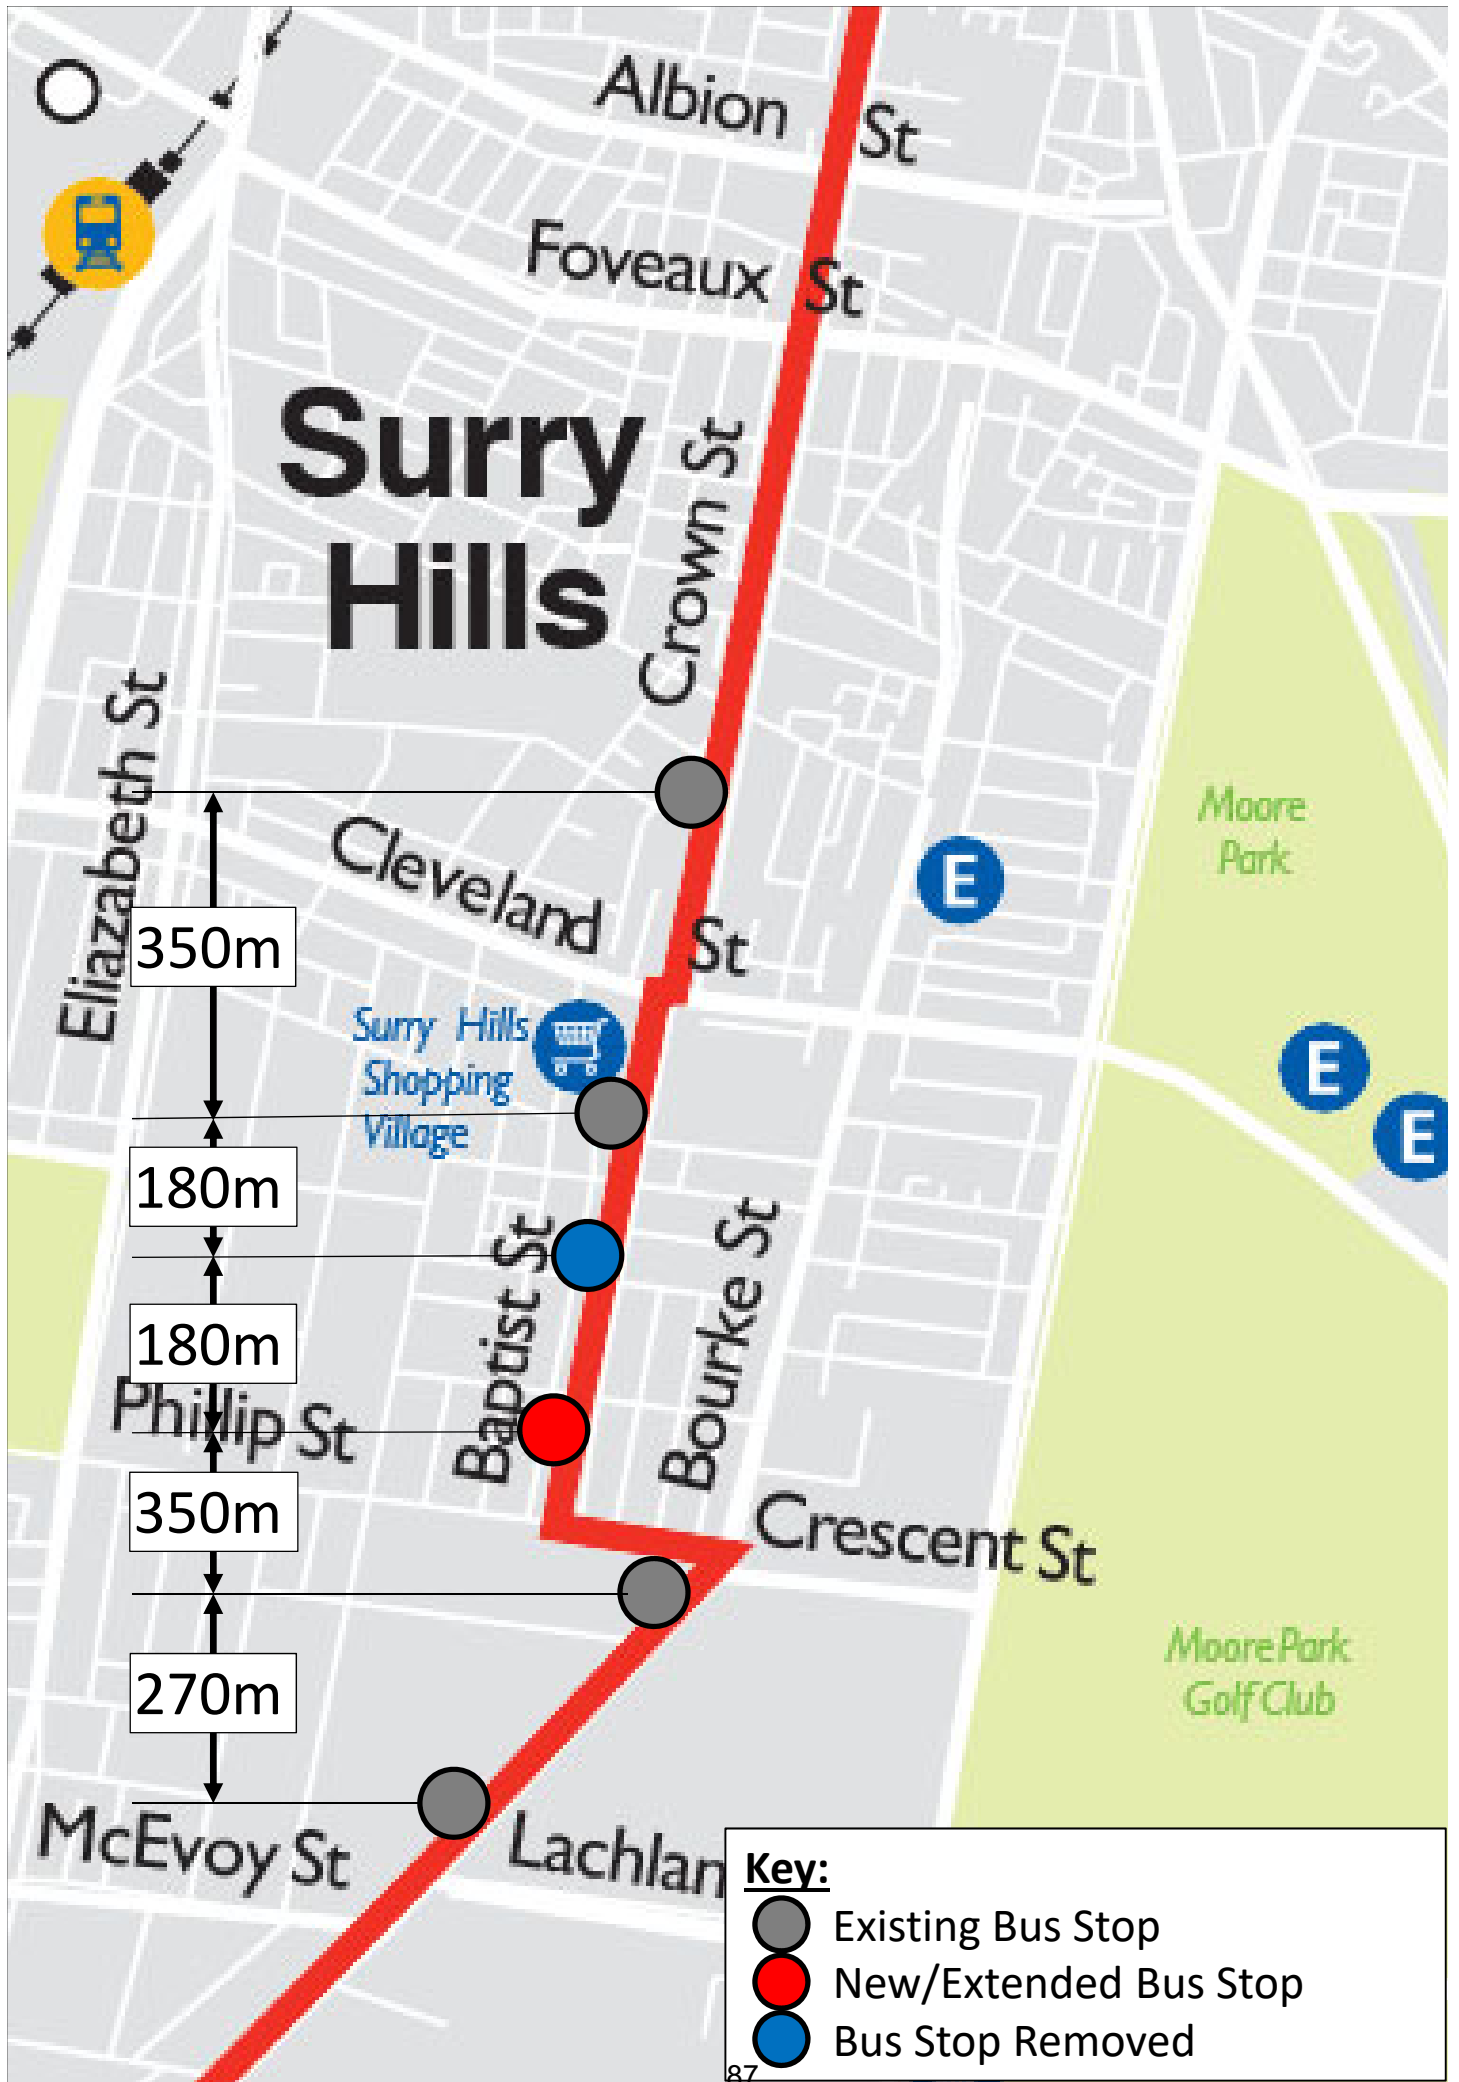 Albion St
Foveaux St
Surry
Hills
Crown St
Eliazabeth St
Moore
Park
Cleveland St
E
350m
Surry Hills
Shopping
Village
E
E
180m
Baptist St
Bourke St
180m
Phillip St
350m
Crescent St
Moore Park
Golf Club
270m
McEvoy St
Lachlan
Key:
Existing Bus Stop
New/Extended Bus Stop
Bus Stop Removed
87